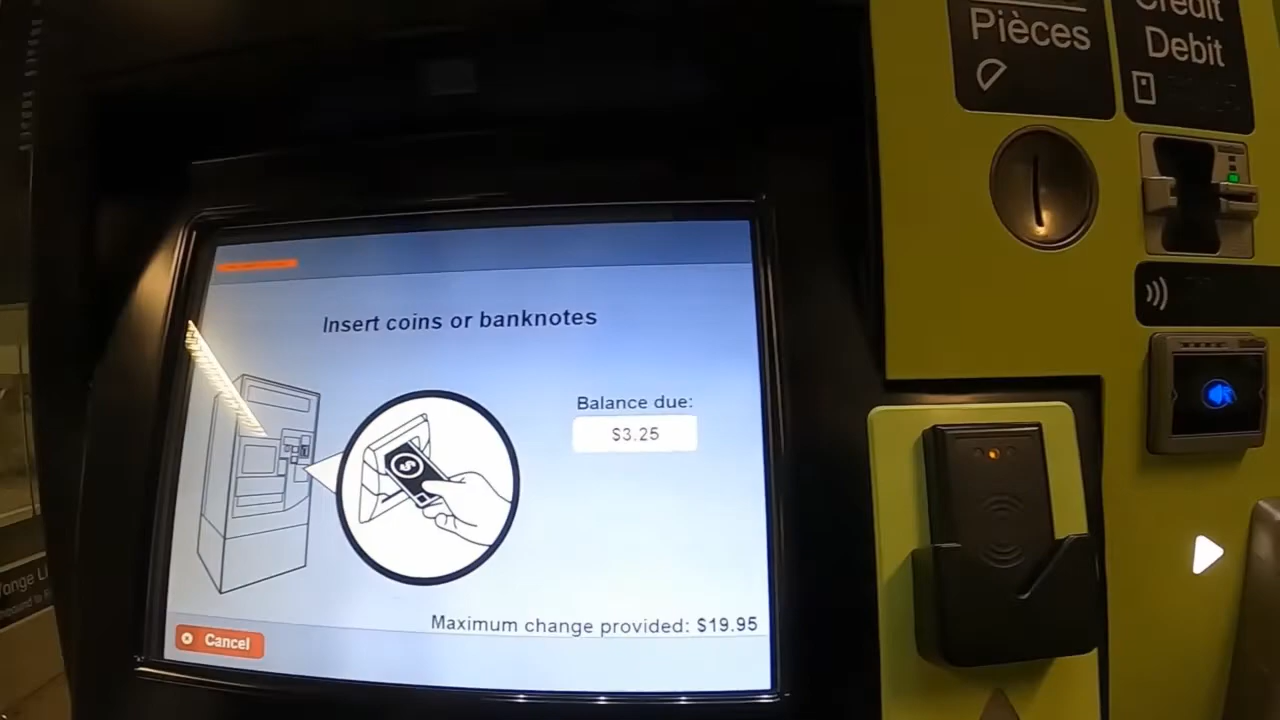 Pièces
Credit
Debit
Insert coins or banknotes
Balance due:
$3.25
Maximum change provided: $19.95
Cancel